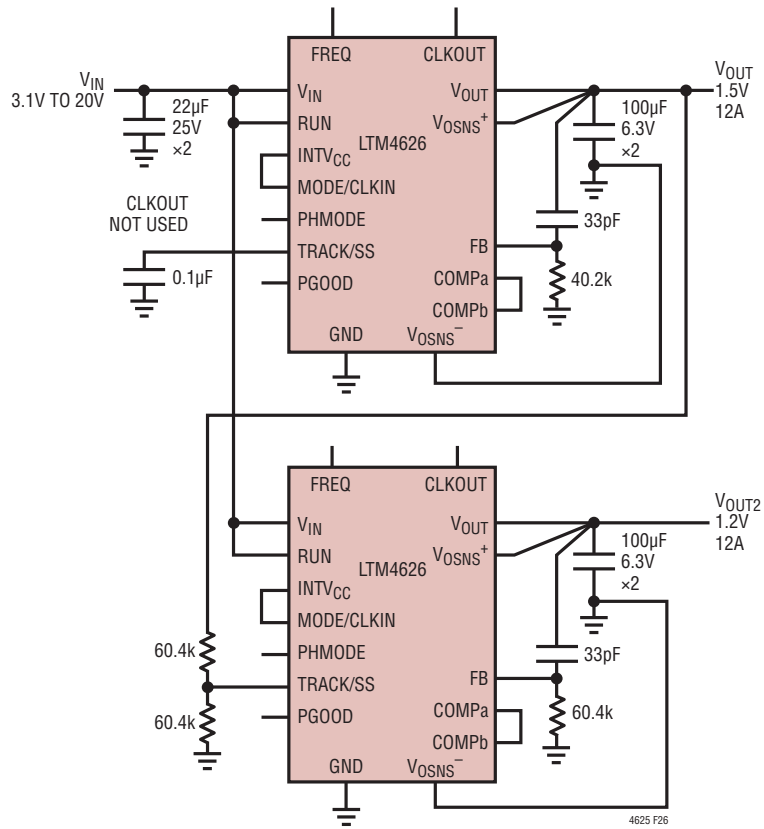 FREQ
CLKOUT
V_IN
3.1V TO 20V
22µF
25V
×2
V_IN
RUN
INTV_CC
MODE/CLKIN
PHMODE
TRACK/SS
PGOOD
GND
LTM4626
V_OUT
V_OSNS⁺
FB
COMPa
COMPb
V_OSNS⁻
CLKOUT
NOT USED
0.1µF
100µF
6.3V
×2
33pF
40.2k
V_OUT
1.5V
12A
FREQ
CLKOUT
V_IN
RUN
INTV_CC
MODE/CLKIN
PHMODE
TRACK/SS
PGOOD
GND
LTM4626
V_OUT
V_OSNS⁺
FB
COMPa
COMPb
V_OSNS⁻
60.4k
60.4k
100µF
6.3V
×2
33pF
60.4k
V_OUT2
1.2V
12A
4625 F26